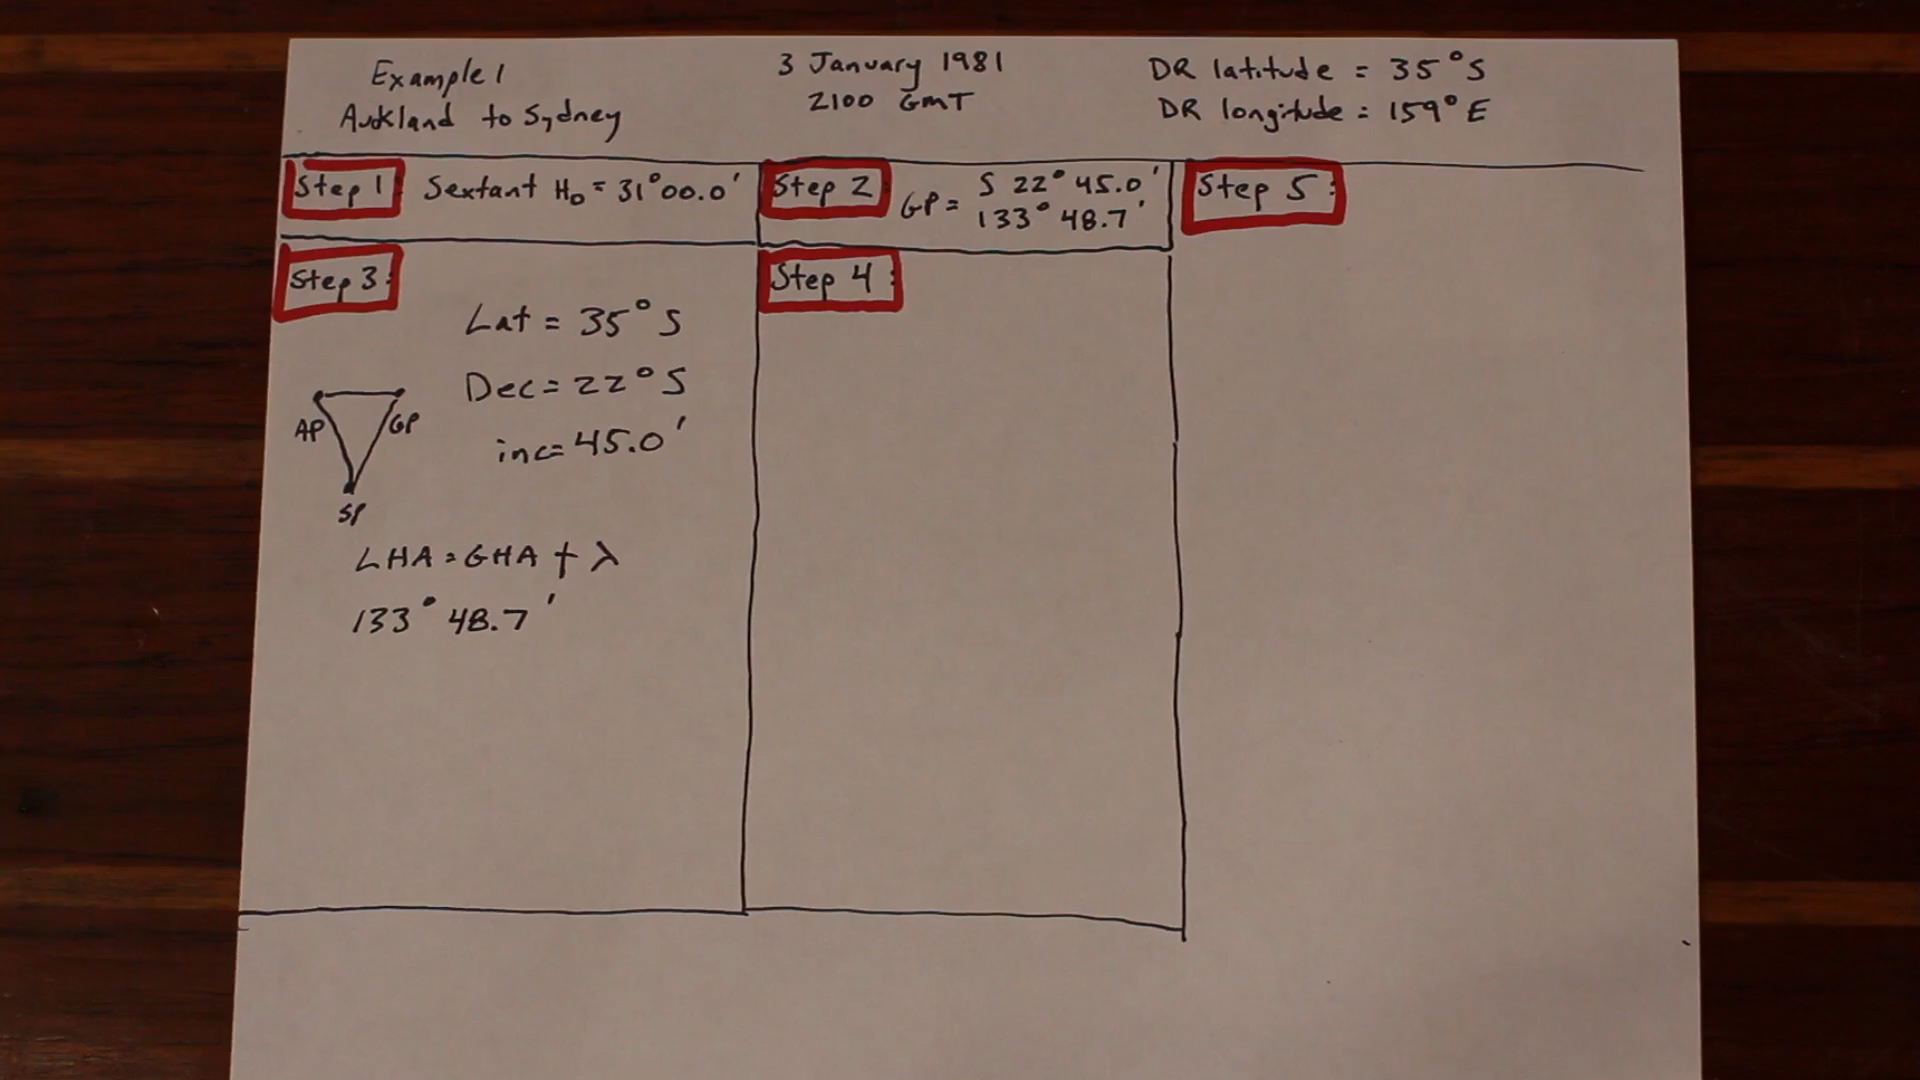 Example 1
Aukland to Sydney
3 January 1981
2100 GMT
DR latitude = 35° S
DR longitude = 159° E
Step 1: Sextant Ho = 31°00.0'
Step 2: GP = S 22° 45.0'
133° 48.7'
Step 5:
Step 3:
Lat = 35° S
Dec = 22° S
inc = 45.0'
AP
GP
SP
LHA = GHA + λ
133° 48.7'
Step 4: